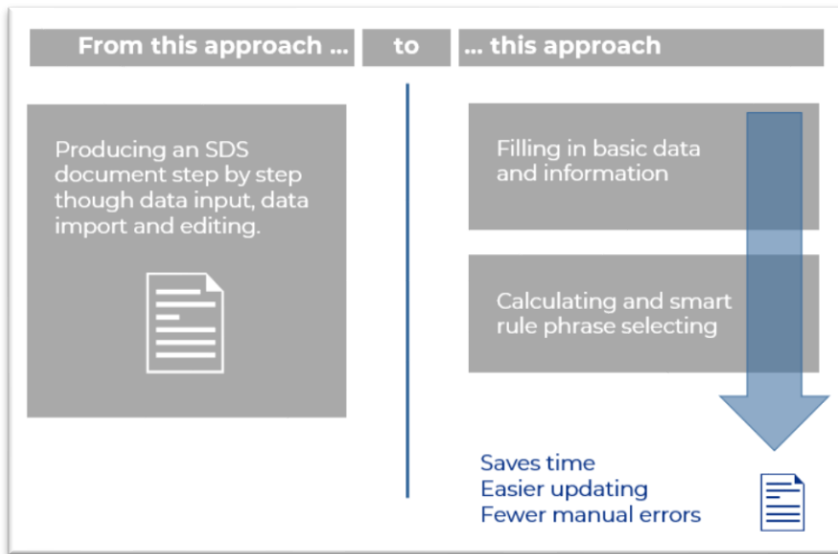 From this approach ...
to
... this approach
Producing an SDS
document step by step
though data input, data
import and editing.
Filling in basic data
and information
Calculating and smart
rule phrase selecting
Saves time
Easier updating
Fewer manual errors